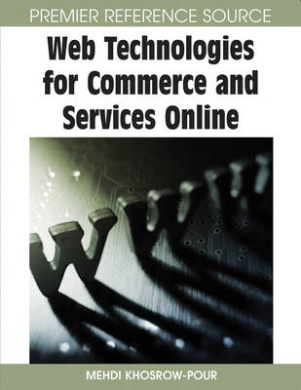 PREMIER REFERENCE SOURCE
Web Technologies
for Commerce and
Services Online
W W W
MEHDI KHOSROW-POUR